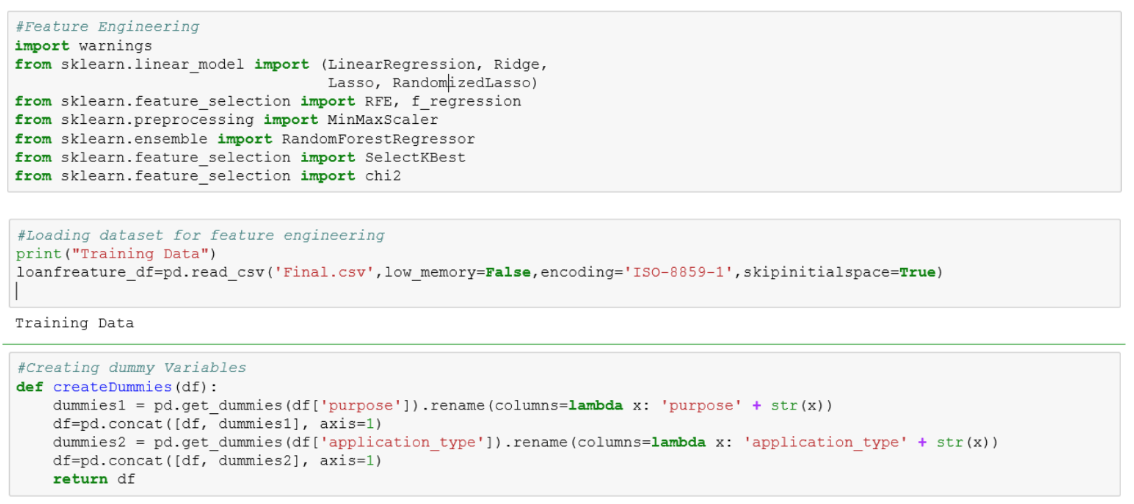 #Feature Engineering
import warnings
from sklearn.linear_model import (LinearRegression, Ridge,
                                  Lasso, RandomizedLasso)
from sklearn.feature_selection import RFE, f_regression
from sklearn.preprocessing import MinMaxScaler
from sklearn.ensemble import RandomForestRegressor
from sklearn.feature_selection import SelectKBest
from sklearn.feature_selection import chi2
#Loading dataset for feature engineering
print("Training Data")
loanfreature_df=pd.read_csv('Final.csv',low_memory=False,encoding='ISO-8859-1',skipinitialspace=True)
Training Data
#Creating dummy Variables
def createDummies(df):
    dummies1 = pd.get_dummies(df['purpose']).rename(columns=lambda x: 'purpose' + str(x))
    df=pd.concat([df, dummies1], axis=1)
    dummies2 = pd.get_dummies(df['application_type']).rename(columns=lambda x: 'application_type' + str(x))
    df=pd.concat([df, dummies2], axis=1)
    return df